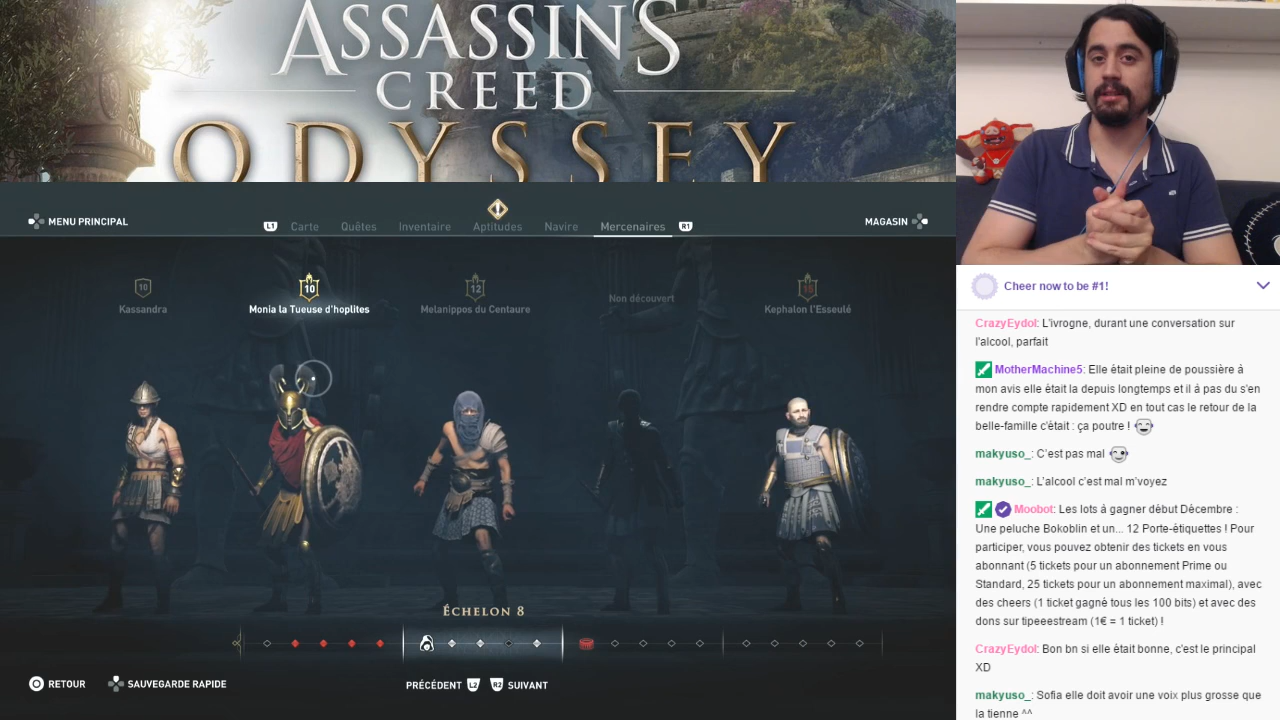 ASSASSIN'S
CREED
ODYSSEY
MENU PRINCIPAL
L1 Carte Quêtes Inventaire Aptitudes Navire Mercenaires R1
MAGASIN
10
Kassandra
10
Monia la Tueuse d'hoplites
12
Melanippos du Centaure
Non découvert
Kephalon l'Esseulé
ÉCHELON 8
RETOUR
SAUVEGARDE RAPIDE
PRÉCÉDENT L2 R2 SUIVANT
Cheer now to be #1!
CrazyEydol: L'ivrogne, durant une conversation sur
l'alcool, parfait
MotherMachine5: Elle était pleine de poussière à
mon avis elle était la depuis longtemps et il à pas du s'en
rendre compte rapidement XD en tout cas le retour de la
belle-famille c'était : ça poutre !
makyuso_: C'est pas mal
makyuso_: L'alcool c'est mal m'voyez
Moobot: Les lots à gagner début Décembre :
Une peluche Bokoblin et un... 12 Porte-étiquettes ! Pour
participer, vous pouvez obtenir des tickets en vous
abonnant (5 tickets pour un abonnement Prime ou
Standard, 25 tickets pour un abonnement maximal), avec
des cheers (1 ticket gagné tous les 100 bits) et avec des
dons sur tipeeestream (1€ = 1 ticket) !
CrazyEydol: Bon bn si elle était bonne, c'est le principal
XD
makyuso_: Sofia elle doit avoir une voix plus grosse que
la tienne ^^